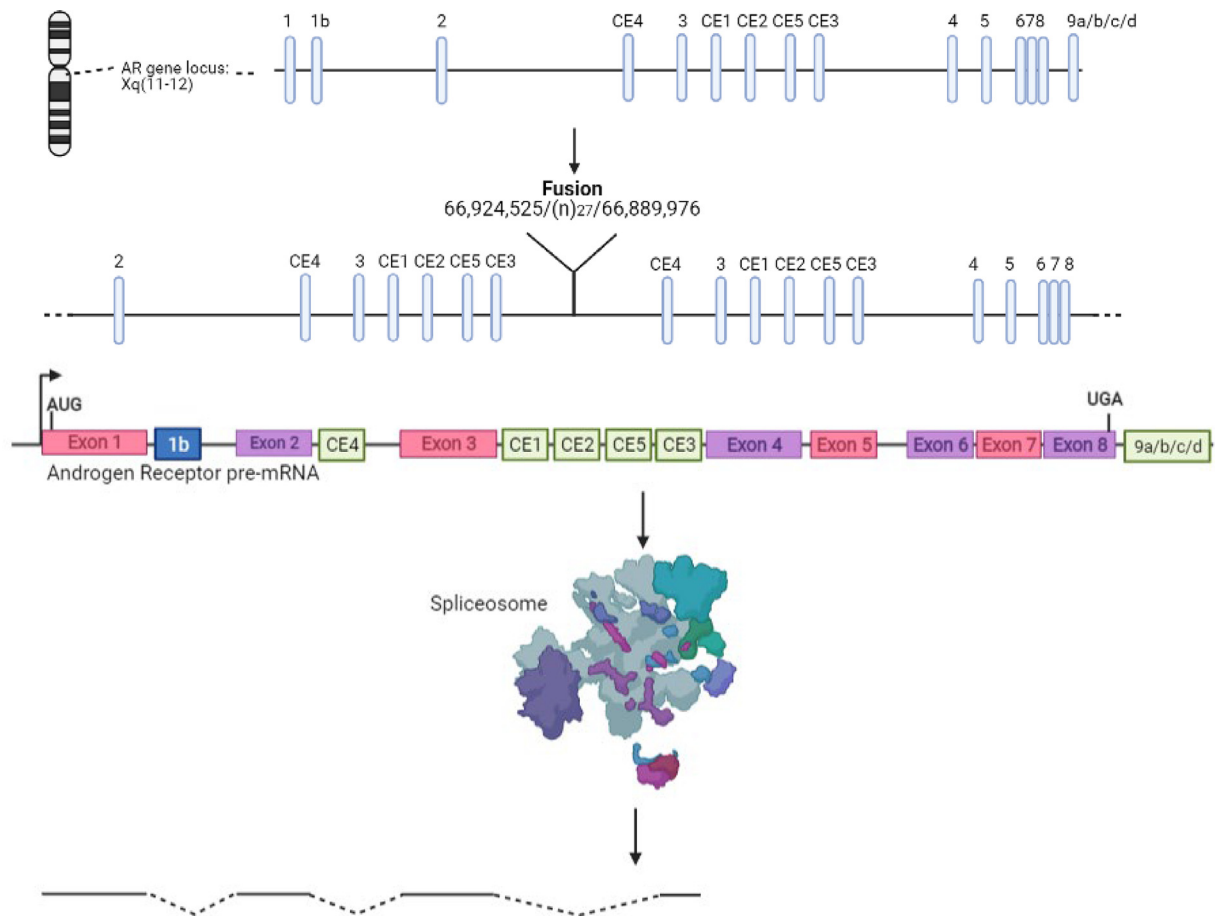 1 1b 2 CE4 3 CE1 CE2 CE5 CE3 4 5 678 9a/b/c/d
AR gene locus:
Xq(11-12)
Fusion
66,924,525/(n)27/66,889,976
2 CE4 3 CE1 CE2 CE5 CE3 CE4 3 CE1 CE2 CE5 CE3 4 5 6 7 8
AUG UGA
Exon 1 1b Exon 2 CE4 Exon 3 CE1 CE2 CE5 CE3 Exon 4 Exon 5 Exon 6 Exon 7 Exon 8 9a/b/c/d
Androgen Receptor pre-mRNA
Spliceosome